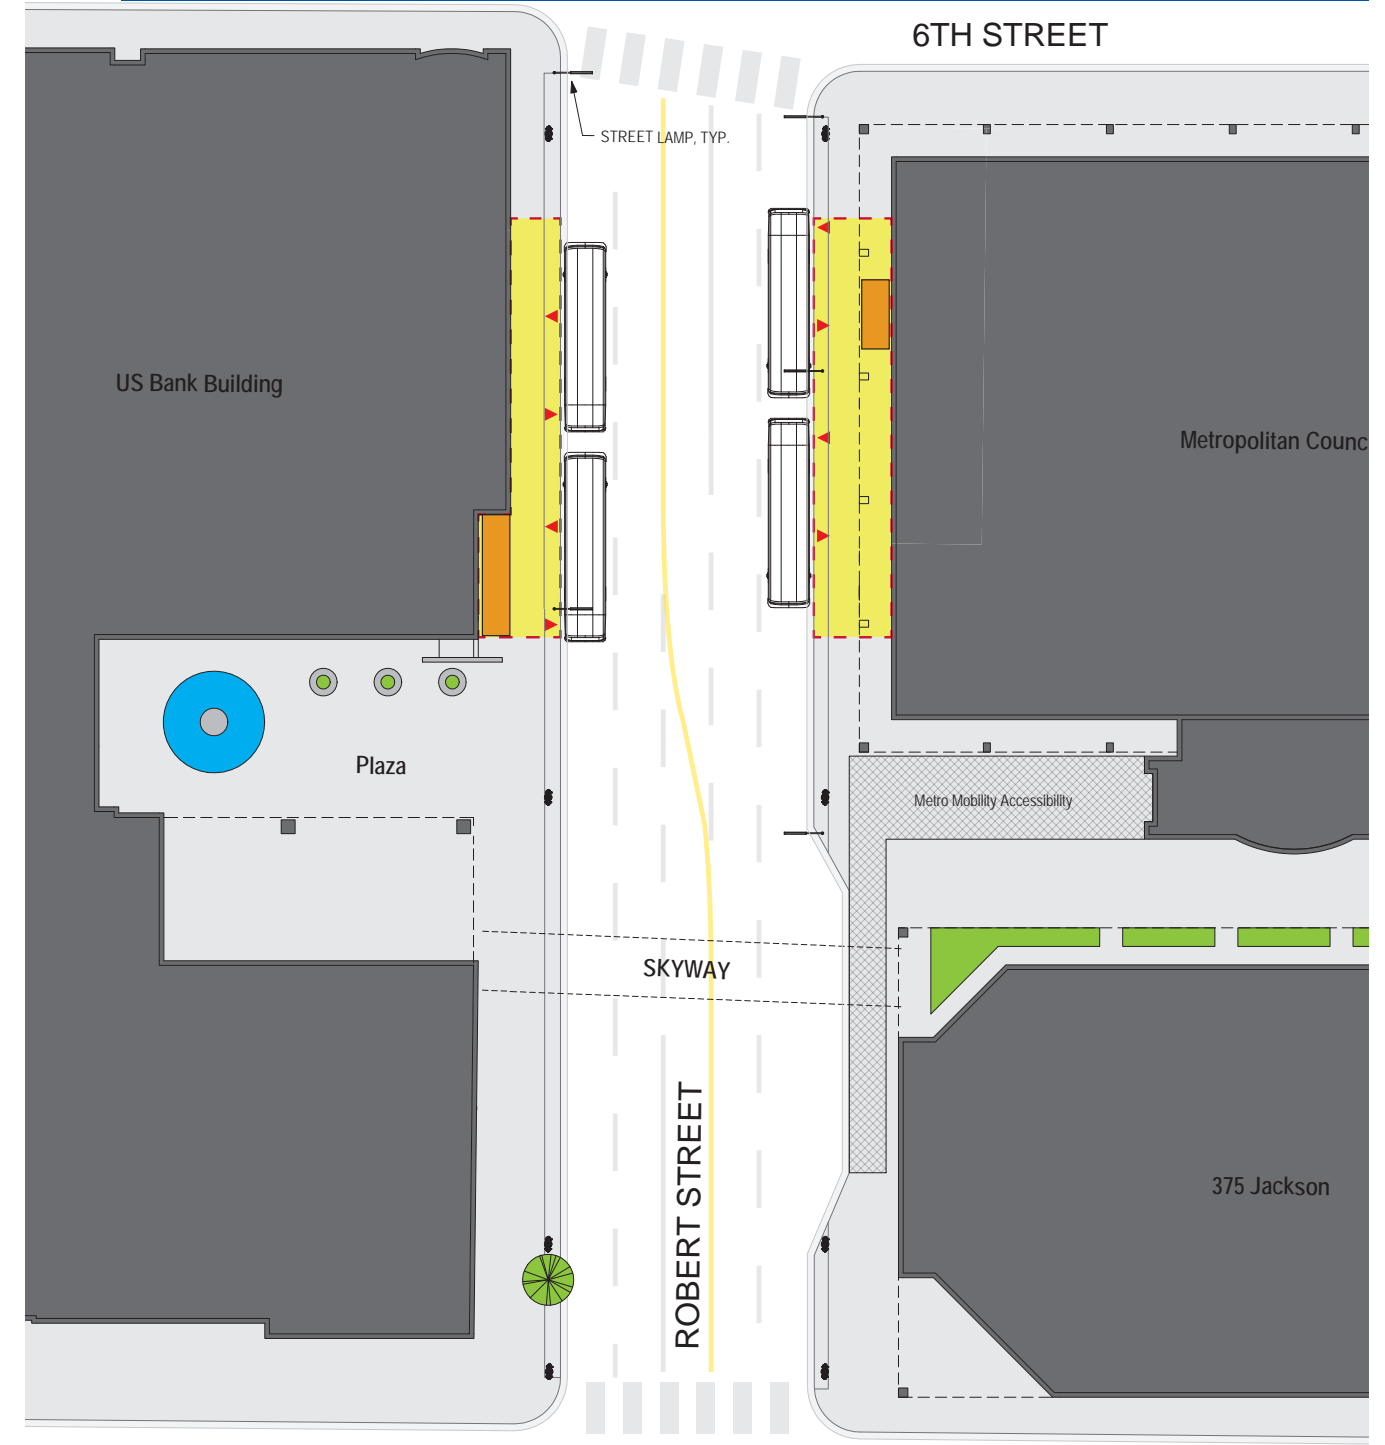 6TH STREET
STREET LAMP, TYP.
US Bank Building
Metropolitan Counc
Plaza
Metro Mobility Accessibility
SKYWAY
ROBERT STREET
375 Jackson